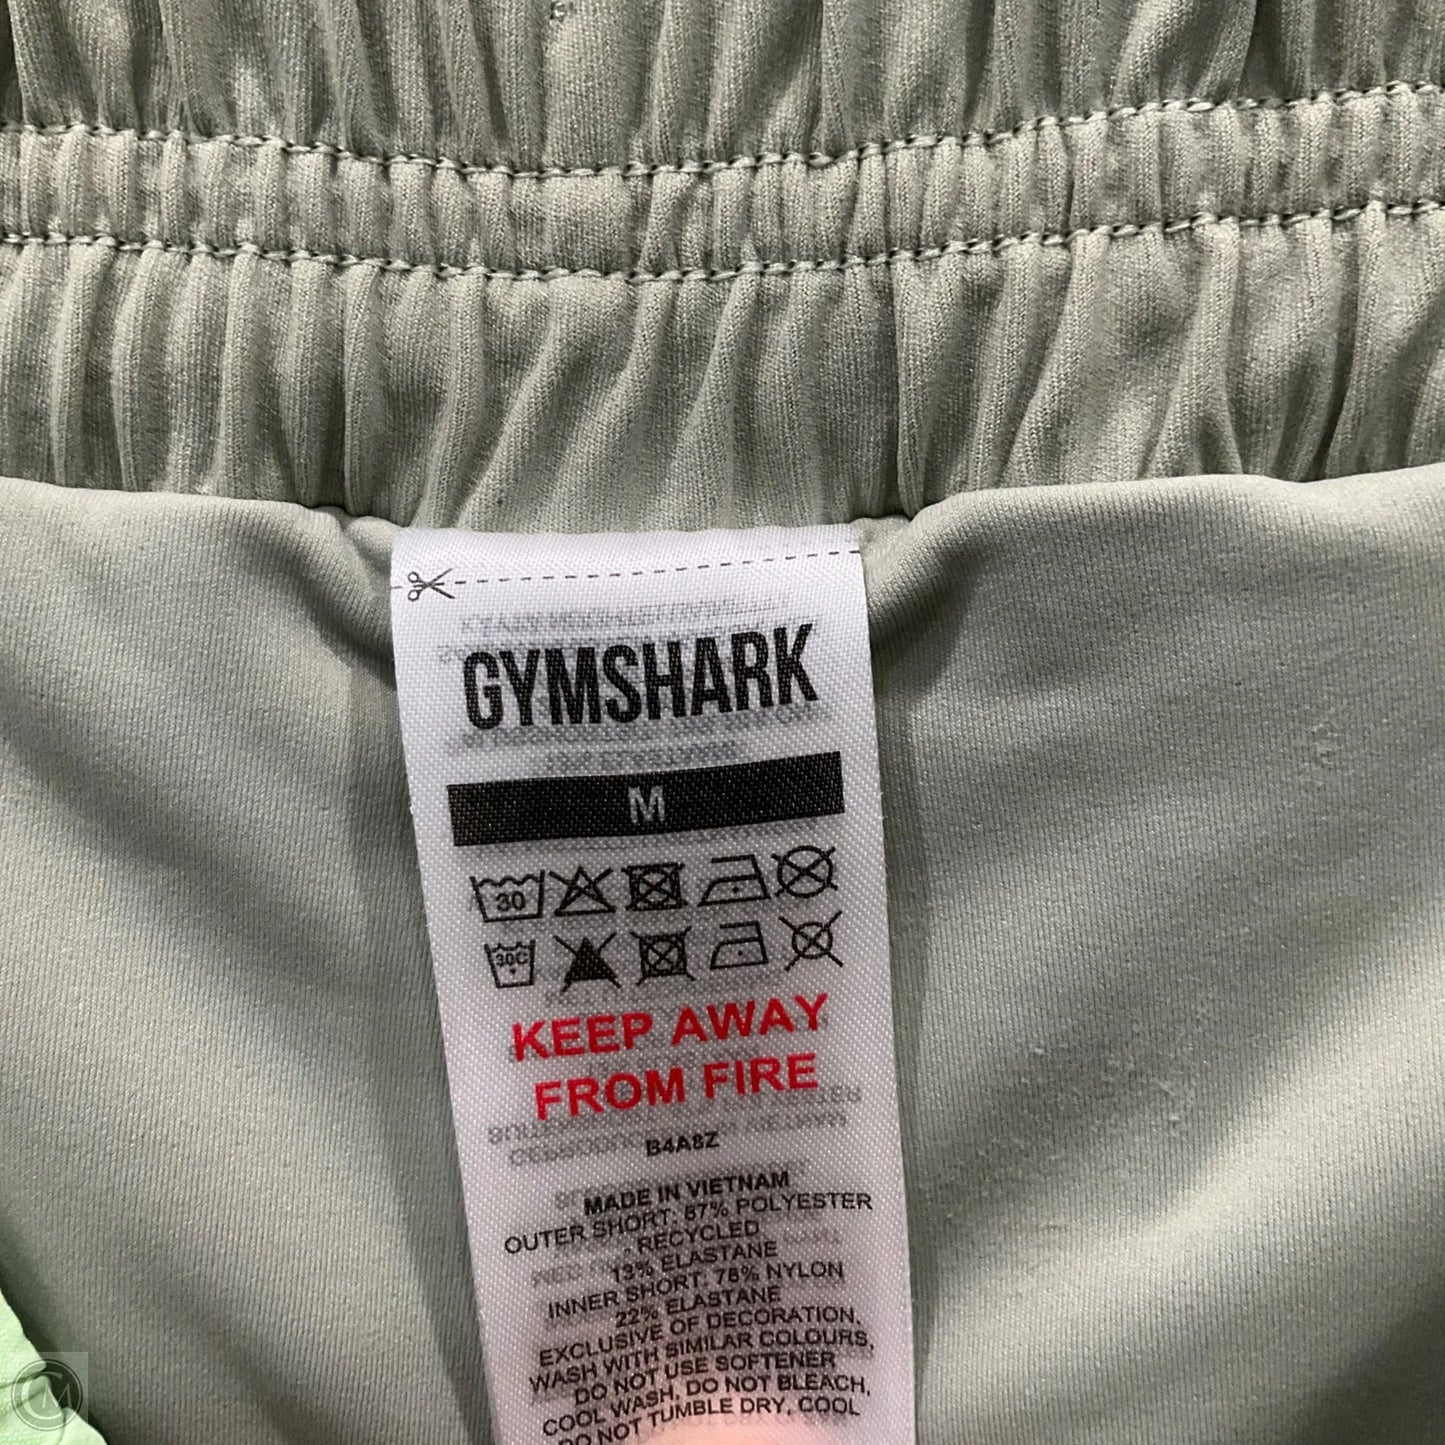 GYMSHARK
M
30
30C
KEEP AWAY
FROM FIRE
B4A8Z
MADE IN VIETNAM
OUTER SHORT: 87% POLYESTER
- RECYCLED
13% ELASTANE
INNER SHORT: 78% NYLON
22% ELASTANE
EXCLUSIVE OF DECORATION.
WASH WITH SIMILAR COLOURS,
DO NOT USE SOFTENER
COOL WASH, DO NOT BLEACH,
DO NOT TUMBLE DRY, COOL